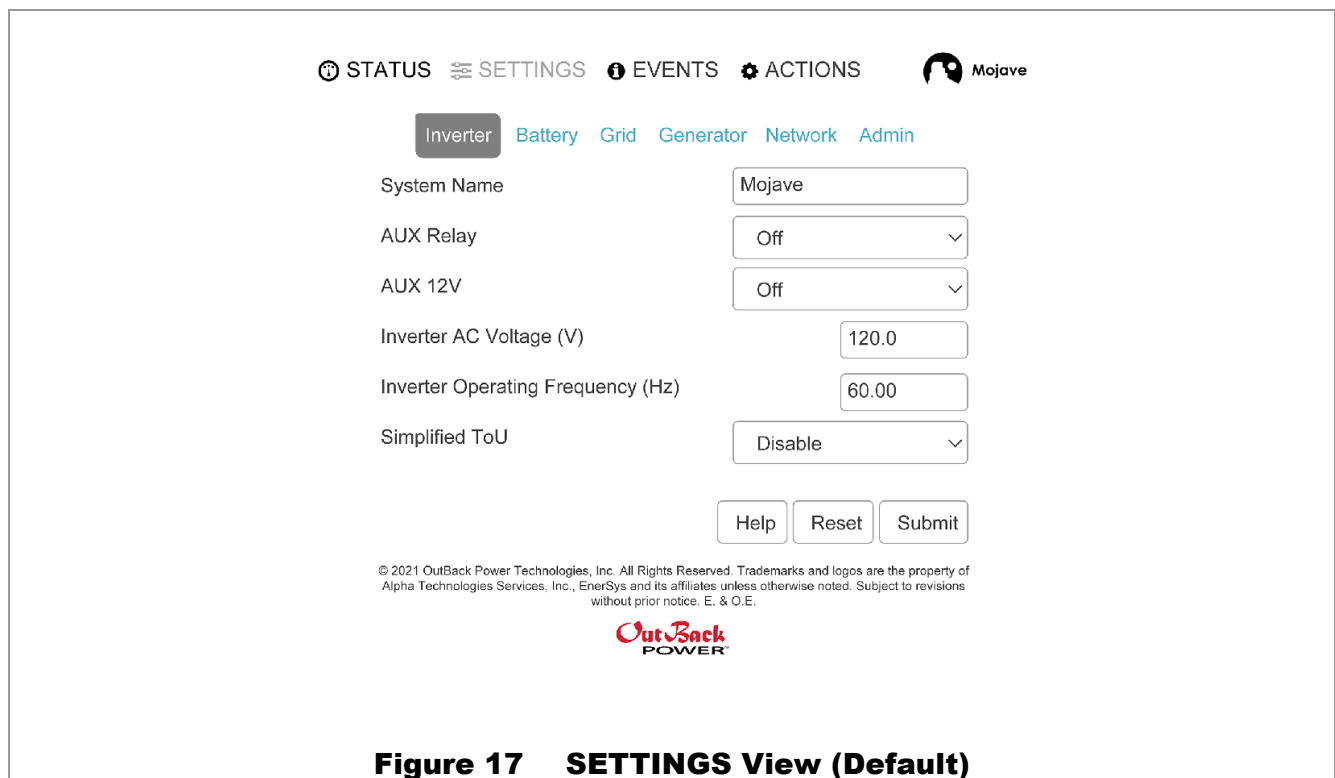 STATUS SETTINGS EVENTS ACTIONS Mojave
Inverter Battery Grid Generator Network Admin
System Name Mojave
AUX Relay Off
AUX 12V Off
Inverter AC Voltage (V) 120.0
Inverter Operating Frequency (Hz) 60.00
Simplified ToU Disable
Help Reset Submit
© 2021 OutBack Power Technologies, Inc. All Rights Reserved. Trademarks and logos are the property of
Alpha Technologies Services, Inc., EnerSys and its affiliates unless otherwise noted. Subject to revisions
without prior notice. E. & O.E.
OutBack
POWER™
Figure 17 SETTINGS View (Default)